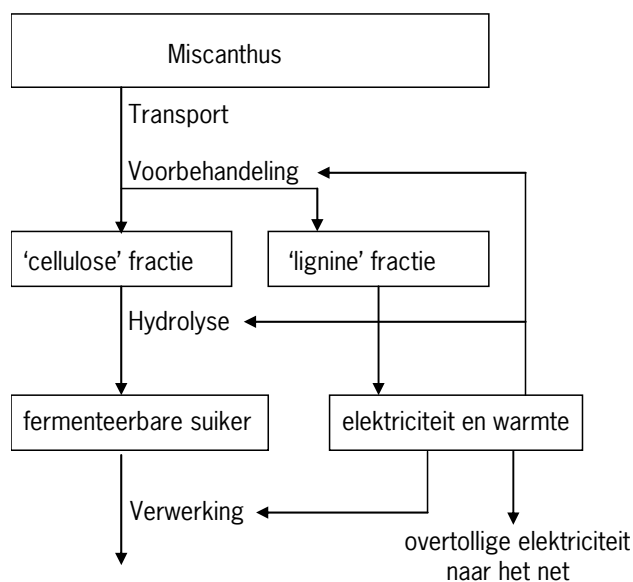 Miscanthus
Transport
Voorbehandeling
‘cellulose’ fractie
‘lignine’ fractie
Hydrolyse
fermenteerbare suiker
elektriciteit en warmte
Verwerking
overtollige elektriciteit
naar het net